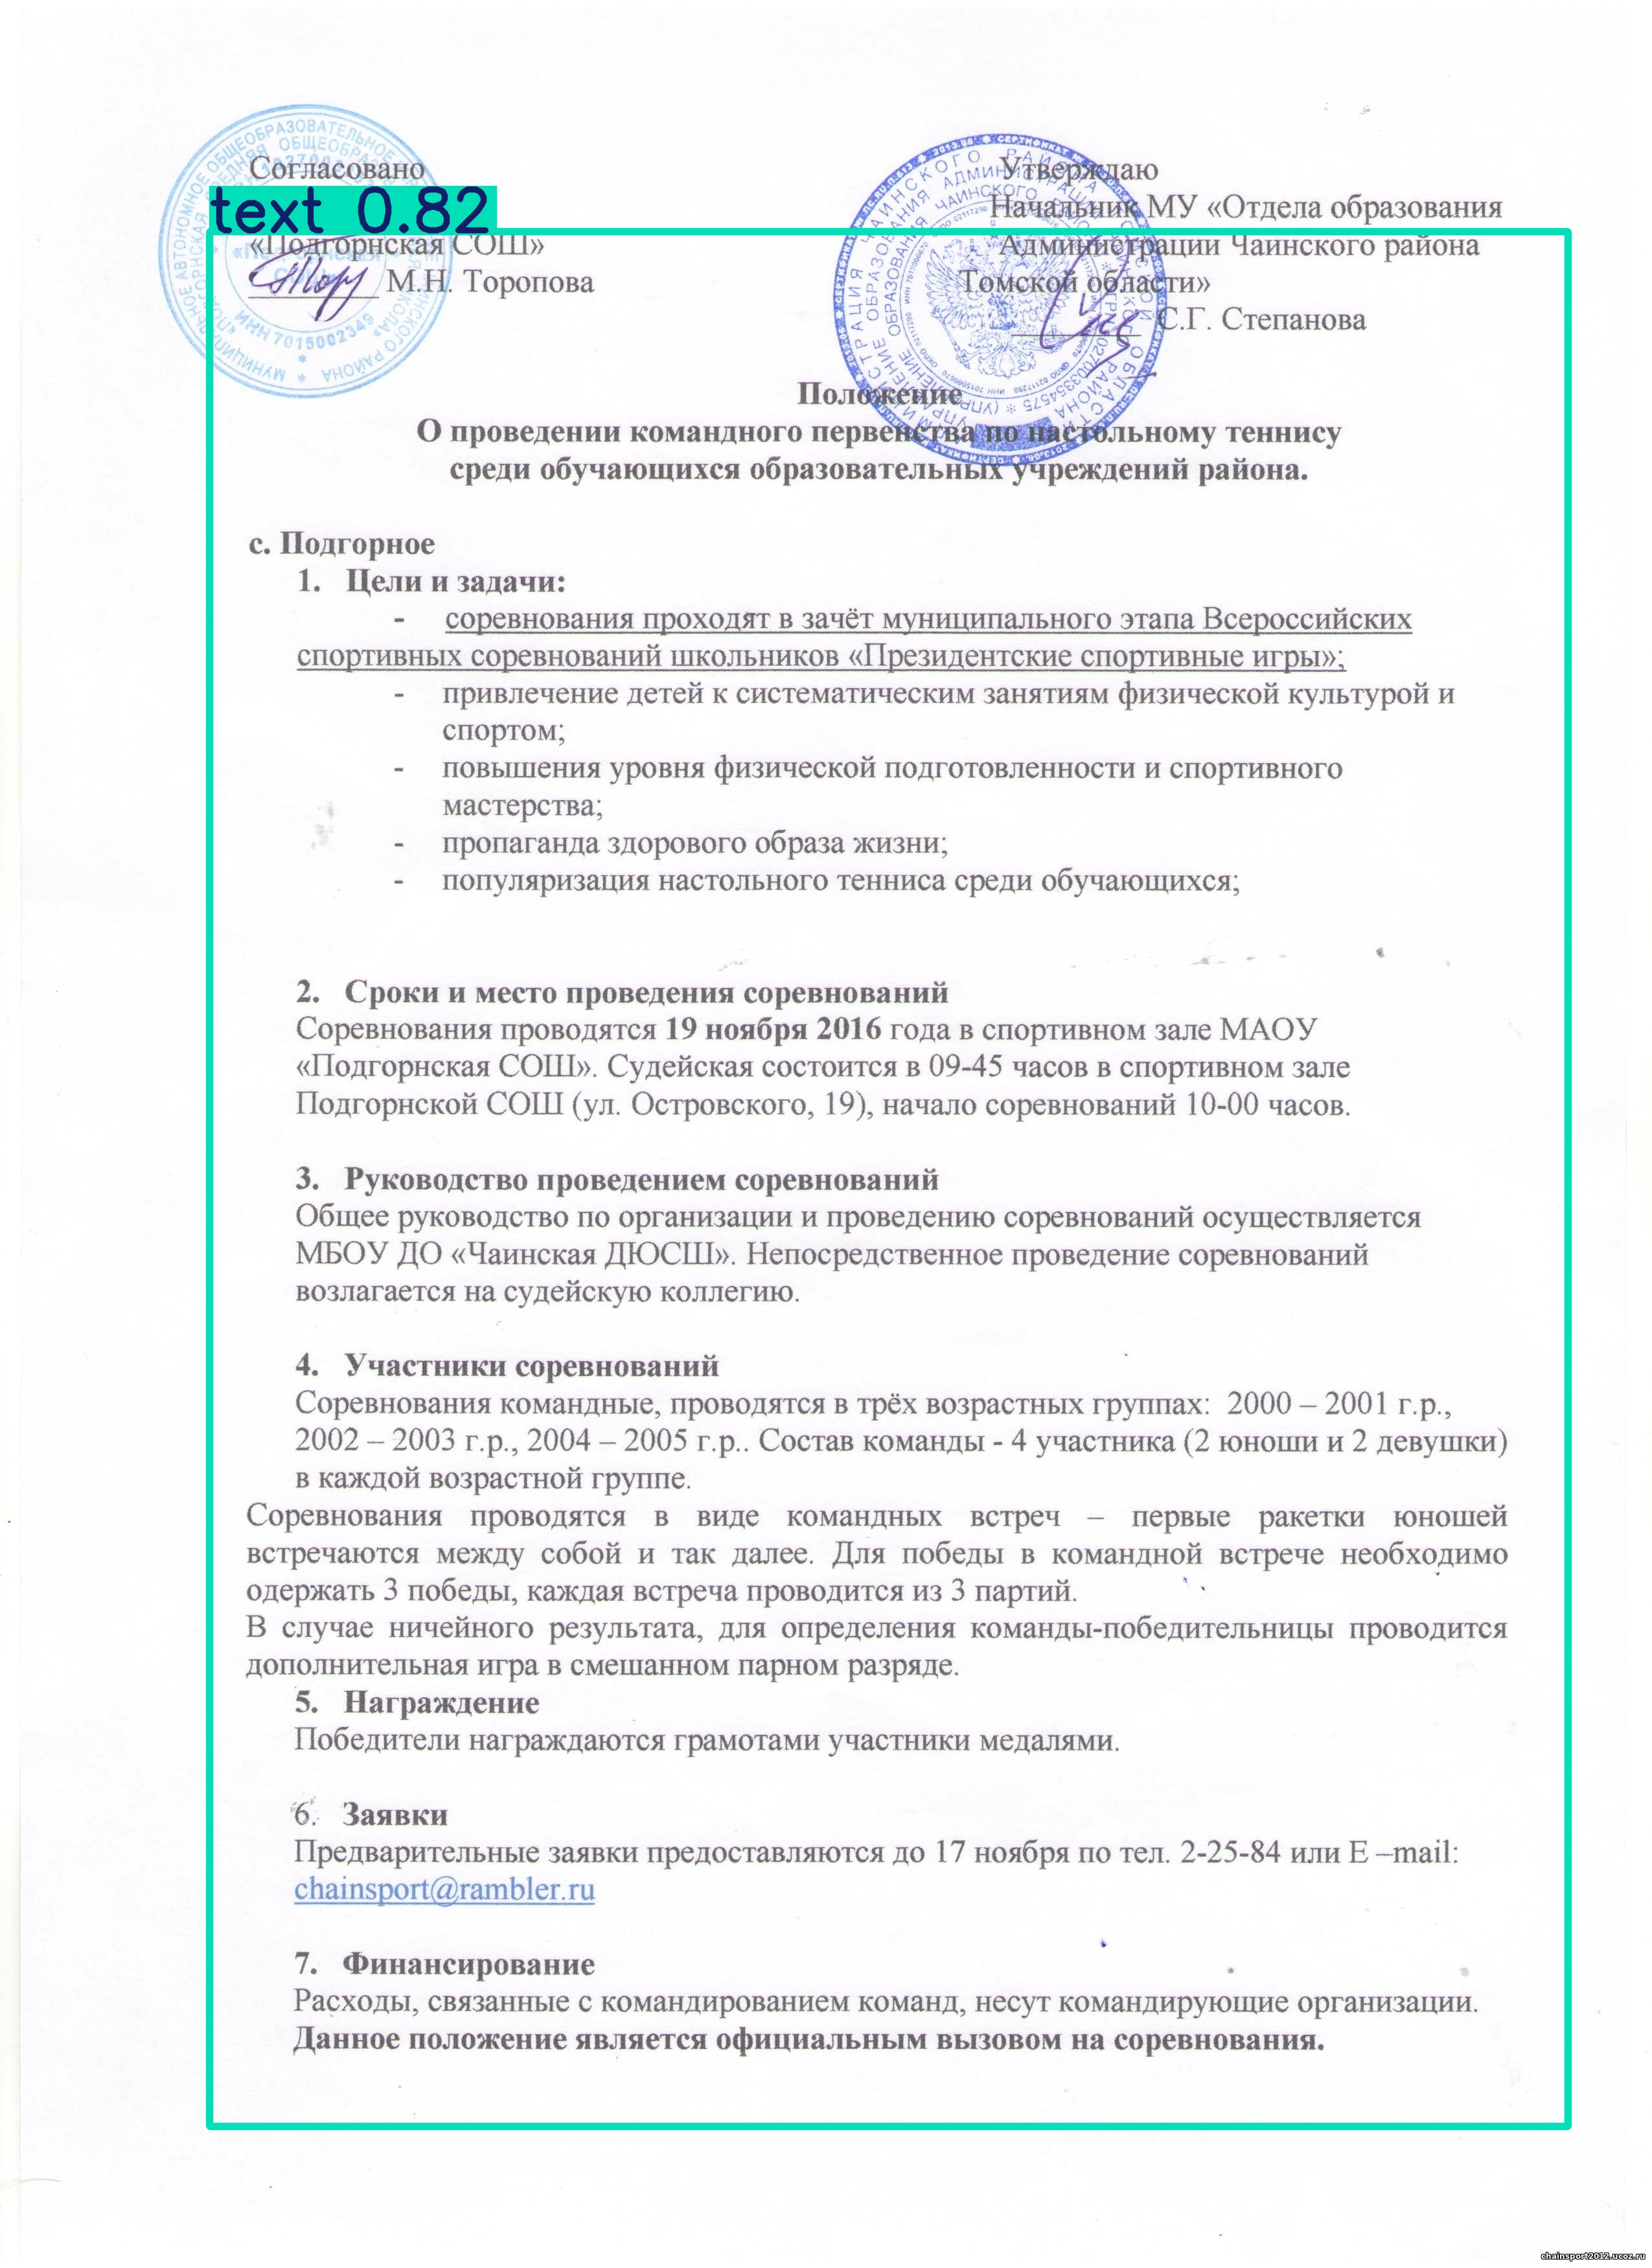 Согласовано
Утверждаю
text 0.82
Начальник МУ «Отдела образования
«Подгорнская СОШ»
Администрации Чаинского района
М.Н. Торопова
Томской области»
С.Г. Степанова
ИНН 7015002349
Положение
О проведении командного первенства по настольному теннису
среди обучающихся образовательных учреждений района.
с. Подгорное
1. Цели и задачи:
- соревнования проходят в зачёт муниципального этапа Всероссийских
спортивных соревнований школьников «Президентские спортивные игры»;
- привлечение детей к систематическим занятиям физической культурой и
спортом;
- повышения уровня физической подготовленности и спортивного
мастерства;
- пропаганда здорового образа жизни;
- популяризация настольного тенниса среди обучающихся;
2. Сроки и место проведения соревнований
Соревнования проводятся 19 ноября 2016 года в спортивном зале МАОУ
«Подгорнская СОШ». Судейская состоится в 09-45 часов в спортивном зале
Подгорнской СОШ (ул. Островского, 19), начало соревнований 10-00 часов.
3. Руководство проведением соревнований
Общее руководство по организации и проведению соревнований осуществляется
МБОУ ДО «Чаинская ДЮСШ». Непосредственное проведение соревнований
возлагается на судейскую коллегию.
4. Участники соревнований
Соревнования командные, проводятся в трёх возрастных группах: 2000 – 2001 г.р.,
2002 – 2003 г.р., 2004 – 2005 г.р.. Состав команды - 4 участника (2 юноши и 2 девушки)
в каждой возрастной группе.
Соревнования проводятся в виде командных встреч – первые ракетки юношей
встречаются между собой и так далее. Для победы в командной встрече необходимо
одержать 3 победы, каждая встреча проводится из 3 партий.
В случае ничейного результата, для определения команды-победительницы проводится
дополнительная игра в смешанном парном разряде.
5. Награждение
Победители награждаются грамотами участники медалями.
6. Заявки
Предварительные заявки предоставляются до 17 ноября по тел. 2-25-84 или E –mail:
chainsport@rambler.ru
7. Финансирование
Расходы, связанные с командированием команд, несут командирующие организации.
Данное положение является официальным вызовом на соревнования.
chainsport2012.ucoz.ru